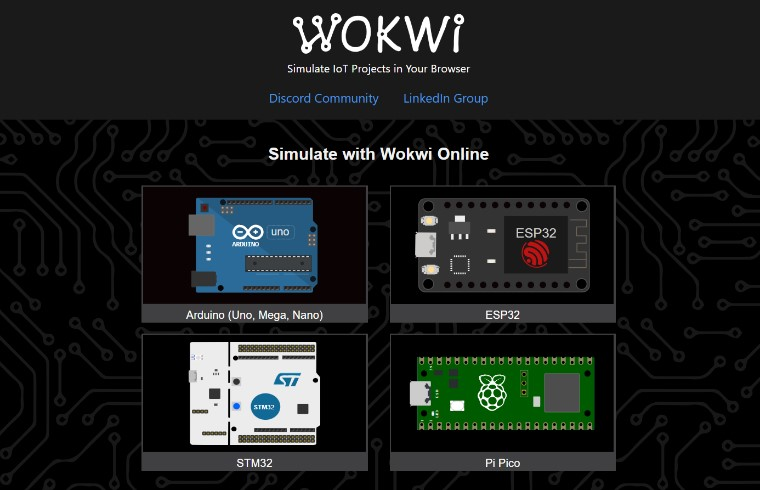 WOKWi
Simulate IoT Projects in Your Browser
Discord Community LinkedIn Group
Simulate with Wokwi Online
uno
ARDUINO
ESP32
Arduino (Uno, Mega, Nano) ESP32
ST
STM32
STM32 Pi Pico